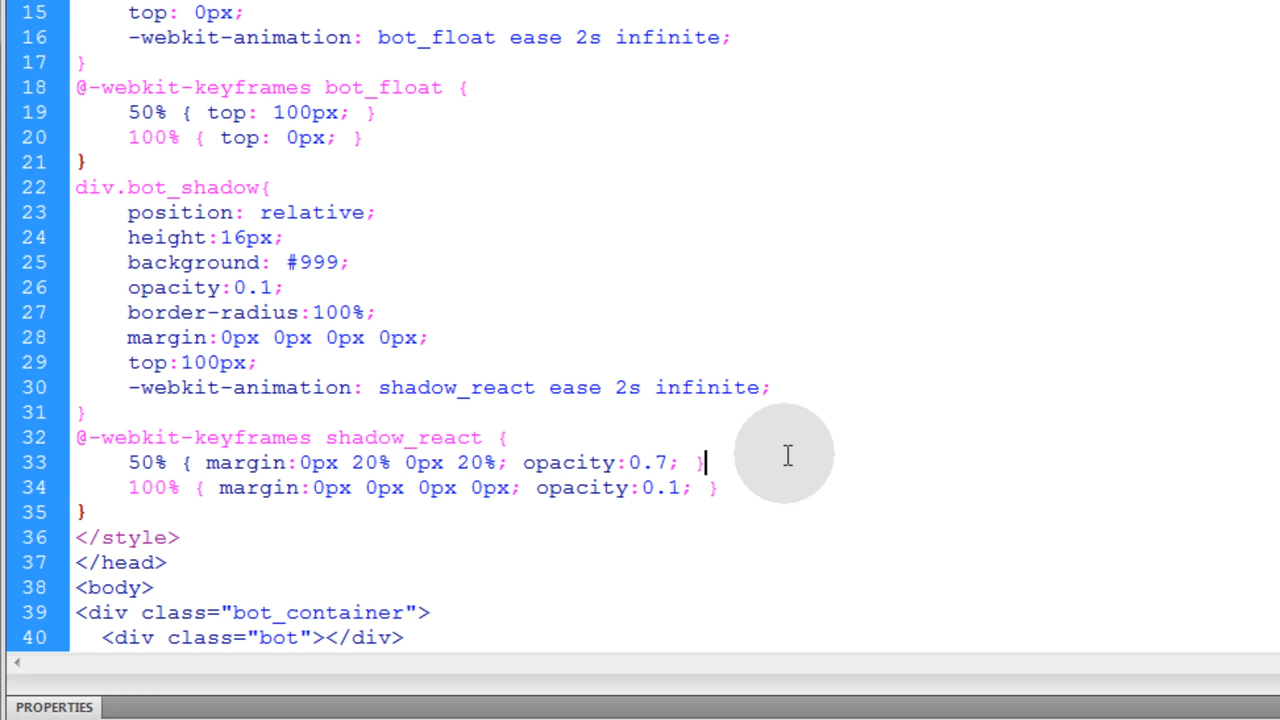 15 top: 0px;
16 -webkit-animation: bot_float ease 2s infinite;
17 }
18 @-webkit-keyframes bot_float {
19 50% { top: 100px; }
20 100% { top: 0px; }
21 }
22 div.bot_shadow{
23 position: relative;
24 height:16px;
25 background: #999;
26 opacity:0.1;
27 border-radius:100%;
28 margin:0px 0px 0px 0px;
29 top:100px;
30 -webkit-animation: shadow_react ease 2s infinite;
31 }
32 @-webkit-keyframes shadow_react {
33 50% { margin:0px 20% 0px 20%; opacity:0.7; }
34 100% { margin:0px 0px 0px 0px; opacity:0.1; }
35 }
36 </style>
37 </head>
38 <body>
39 <div class="bot_container">
40 <div class="bot"></div>
PROPERTIES